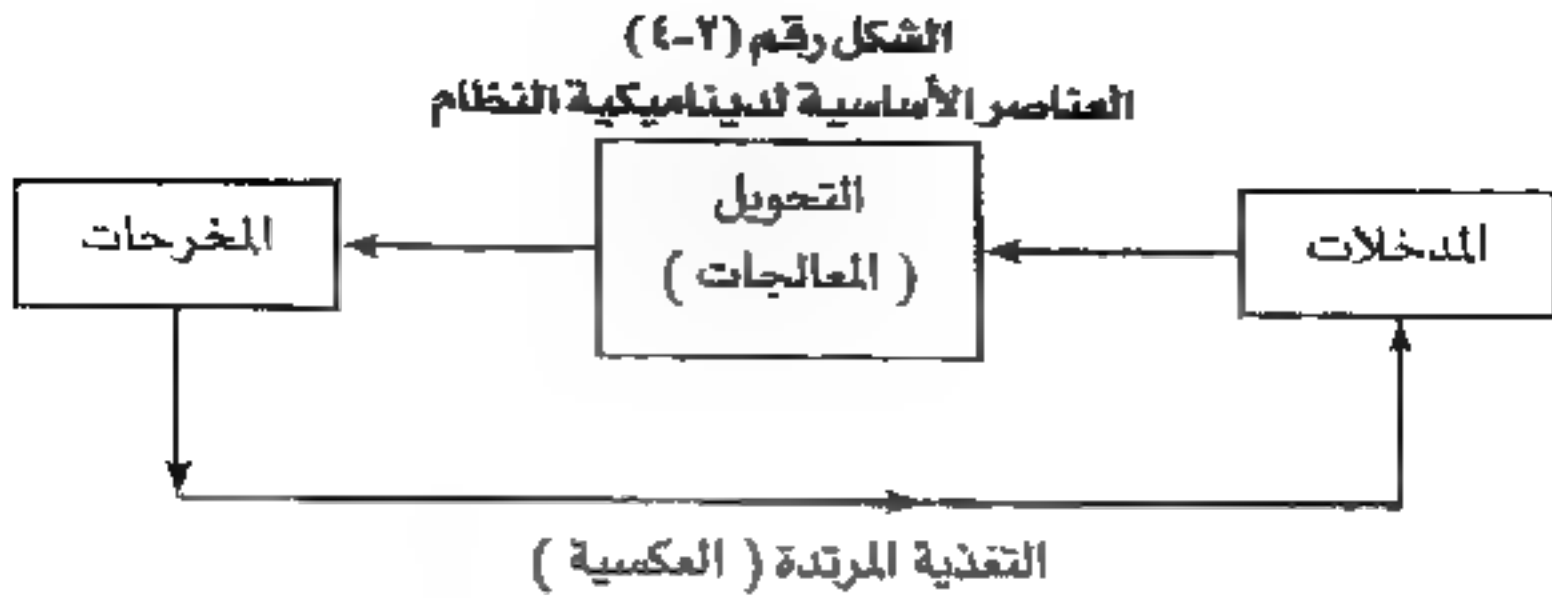 الشكل رقم (٢-٤)
العناصر الأساسية لديناميكية النظام
المدخلات
التحويل
( المعالجات )
المخرجات
التغذية المرتدة ( العكسية )